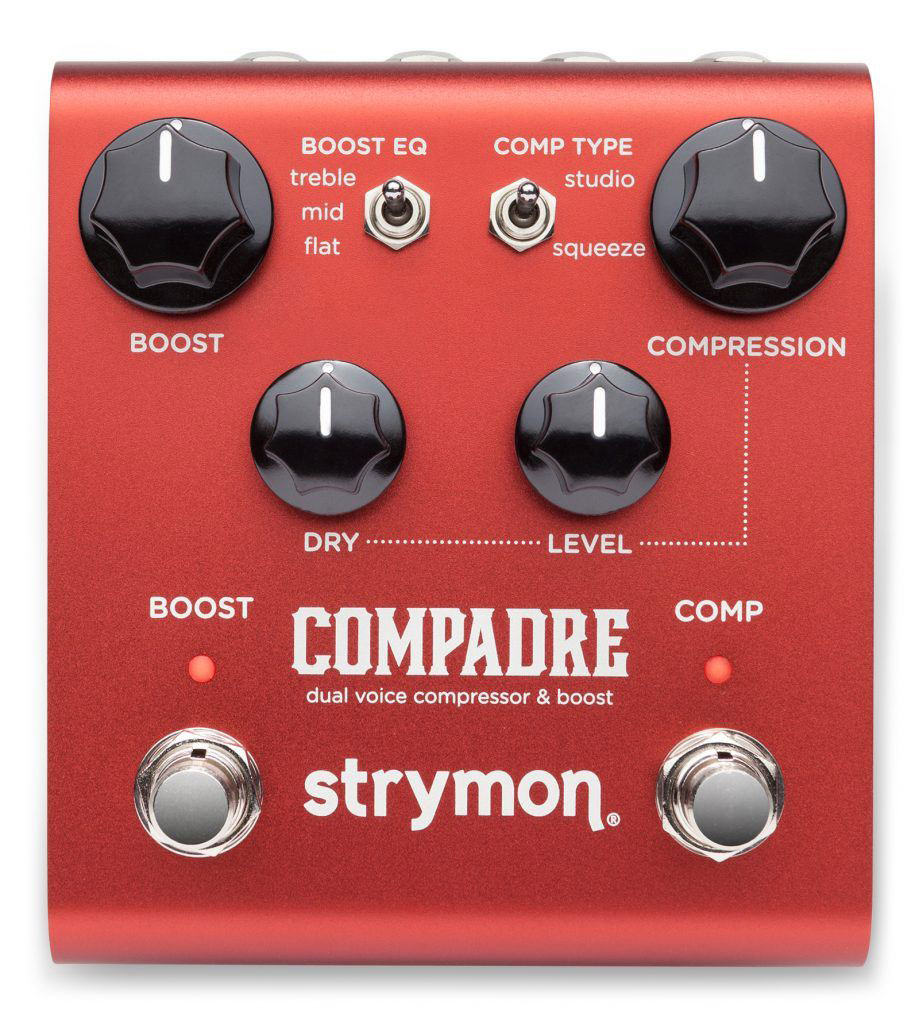 BOOST EQ
treble
mid
flat
COMP TYPE
studio
squeeze
BOOST
COMPRESSION
DRY
LEVEL
BOOST
COMP
COMPADRE
dual voice compressor & boost
strymon®